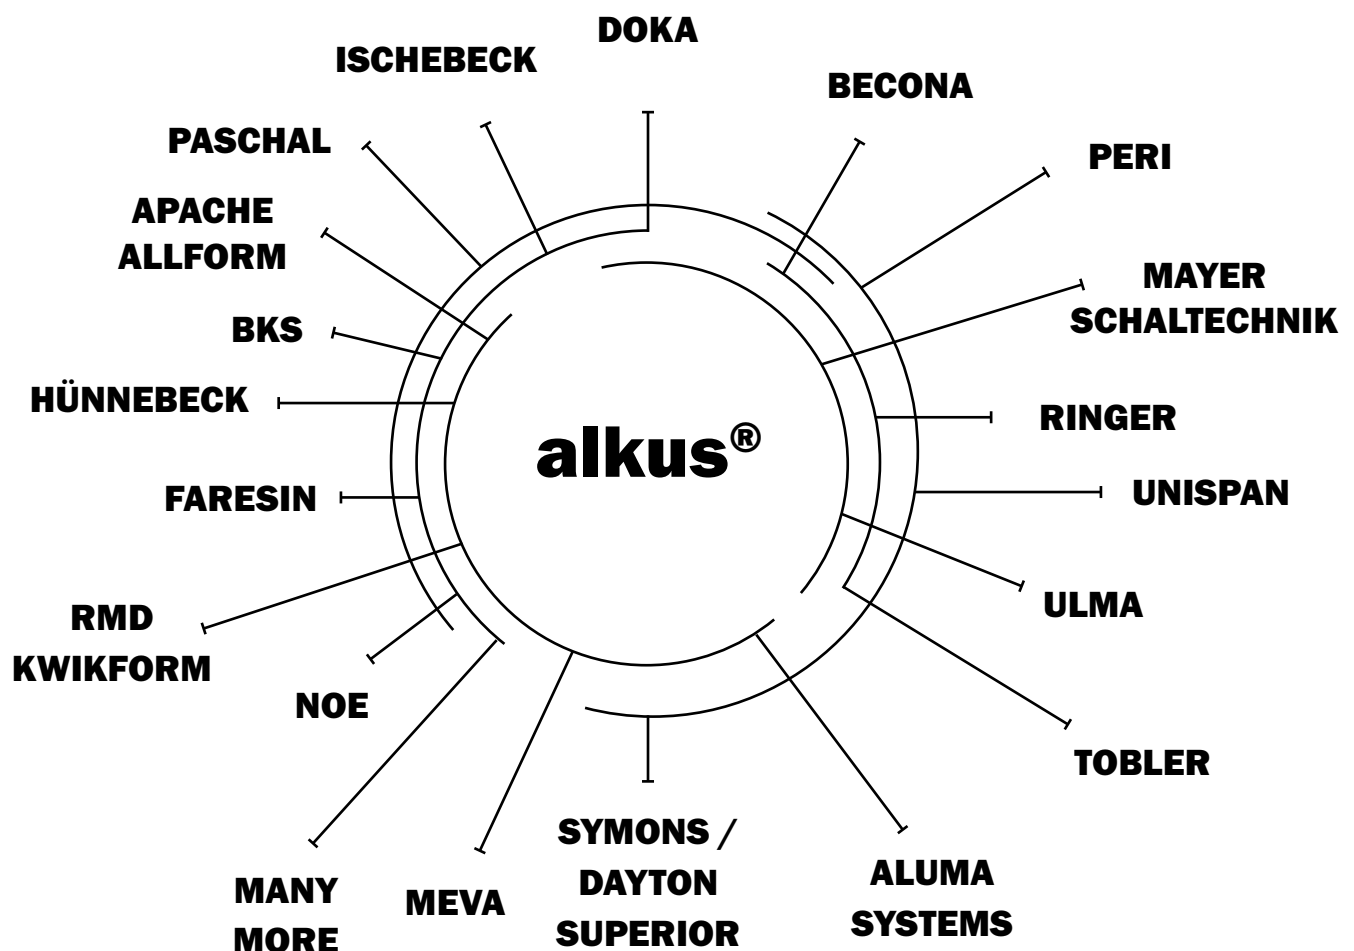 DOKA
ISCHEBECK
BECONA
PASCHAL
PERI
APACHE
ALLFORM
MAYER
SCHALTECHNIK
BKS
HÜNNEBECK
RINGER
alkus®
FARESIN
UNISPAN
ULMA
RMD
KWIKFORM
NOE
TOBLER
SYMONS /
DAYTON
SUPERIOR
ALUMA
SYSTEMS
MANY
MORE
MEVA